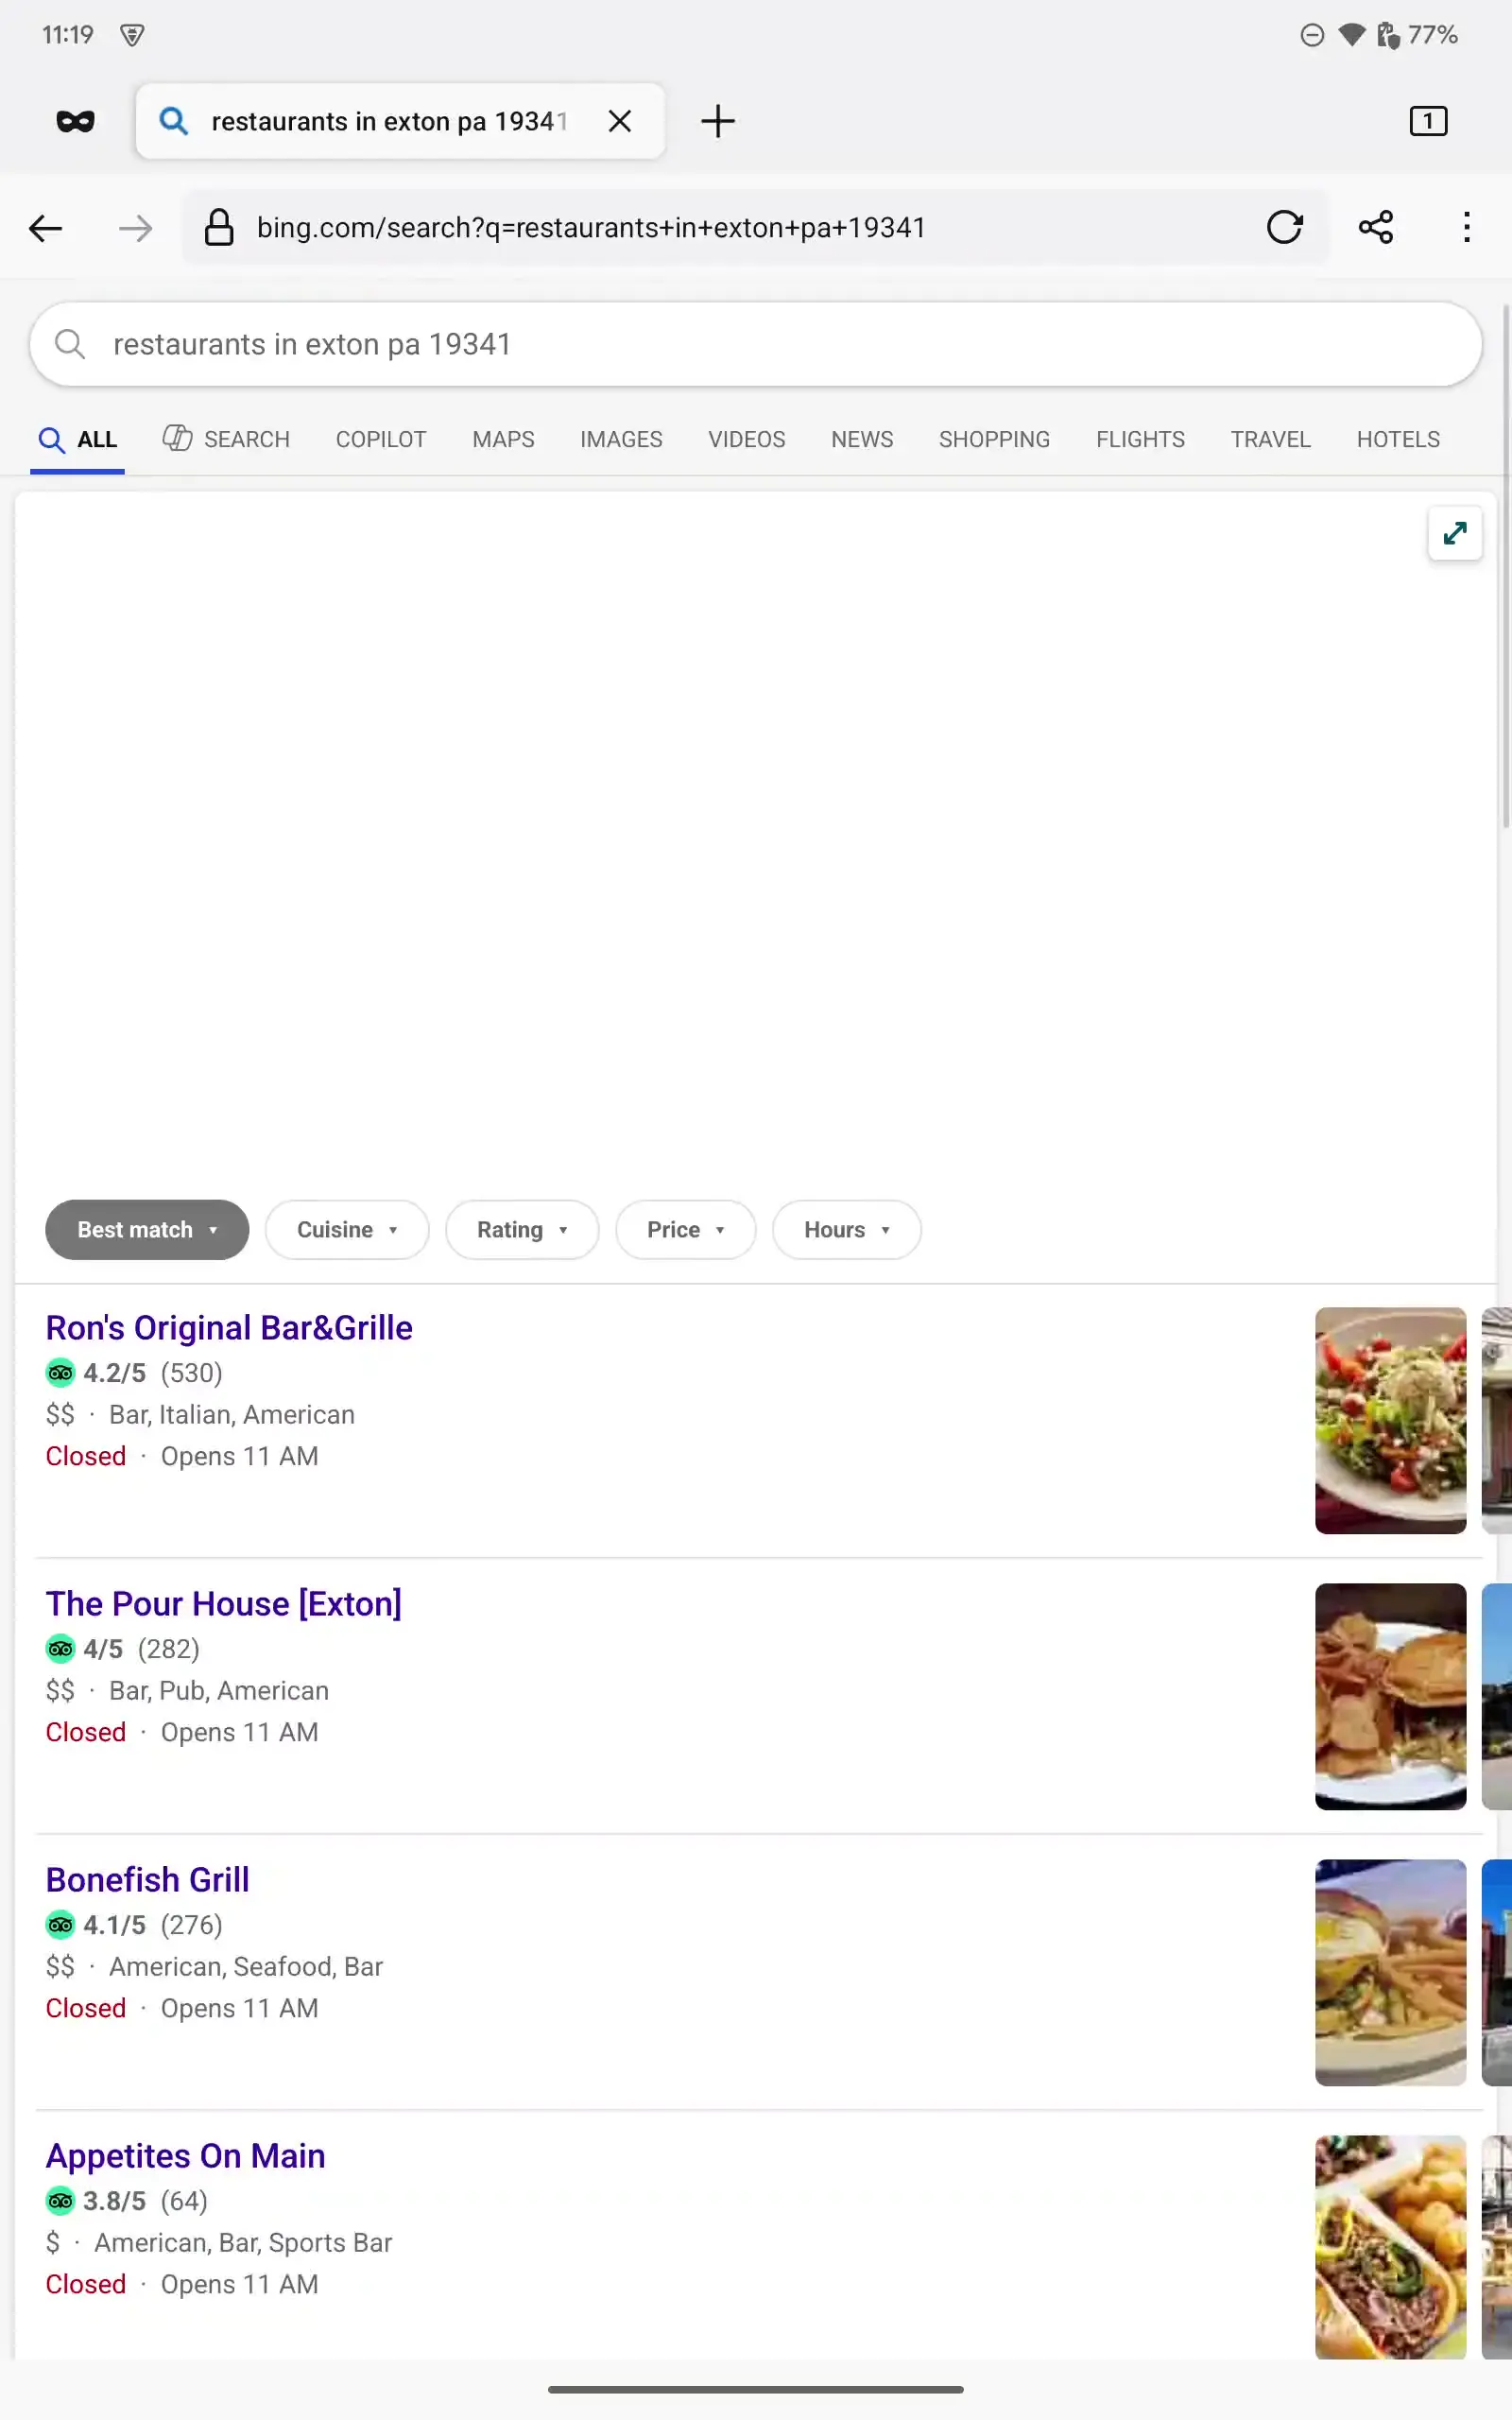 11:19
77%
restaurants in exton pa 19341
1
bing.com/search?q=restaurants+in+exton+pa+19341
restaurants in exton pa 19341
ALL SEARCH COPILOT MAPS IMAGES VIDEOS NEWS SHOPPING FLIGHTS TRAVEL HOTELS
Best match Cuisine Rating Price Hours
Ron's Original Bar&Grille
4.2/5 (530)
$$ · Bar, Italian, American
Closed · Opens 11 AM
The Pour House [Exton]
4/5 (282)
$$ · Bar, Pub, American
Closed · Opens 11 AM
Bonefish Grill
4.1/5 (276)
$$ · American, Seafood, Bar
Closed · Opens 11 AM
Appetites On Main
3.8/5 (64)
$ · American, Bar, Sports Bar
Closed · Opens 11 AM